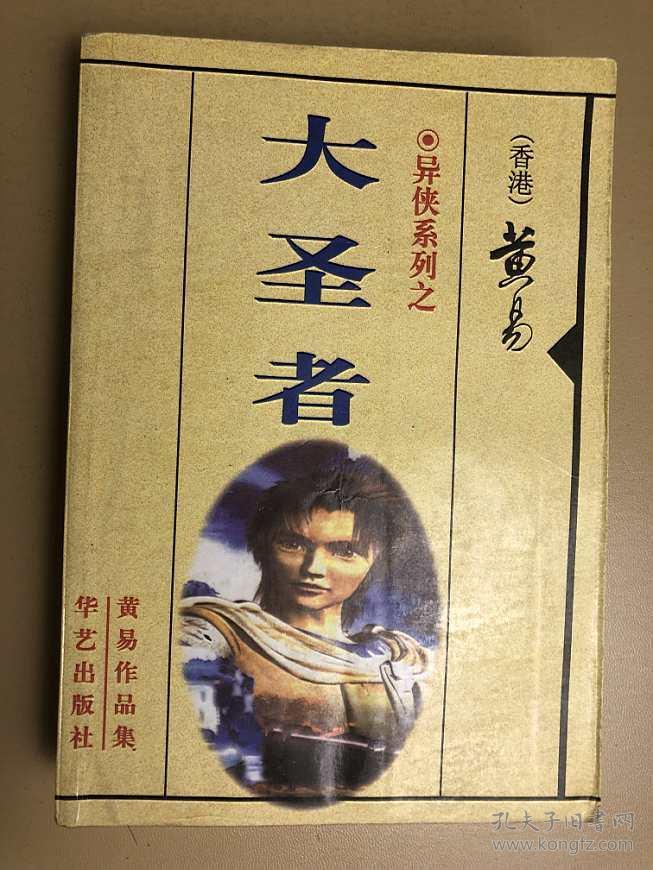 （香港）黄易
◉异侠系列之
大圣者
黄易作品集
华艺出版社
孔夫子旧书网
www.kongfz.com